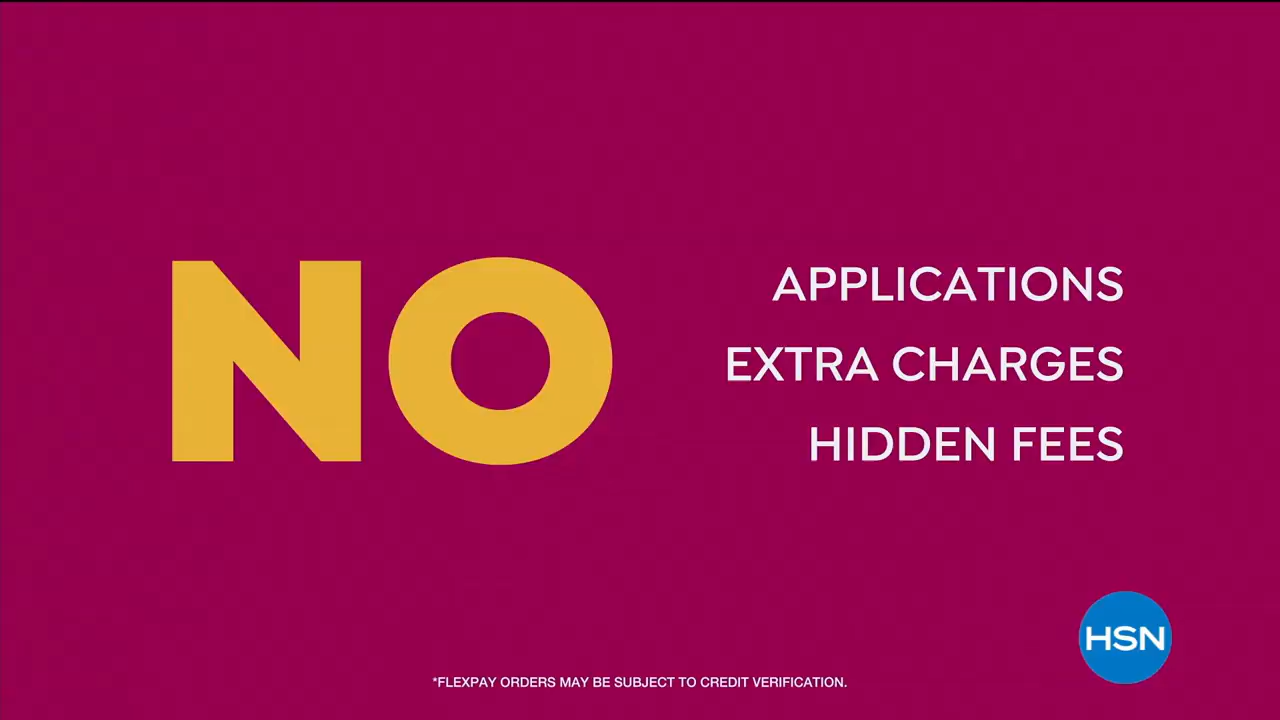 NO
APPLICATIONS
EXTRA CHARGES
HIDDEN FEES
HSN
*FLEXPAY ORDERS MAY BE SUBJECT TO CREDIT VERIFICATION.